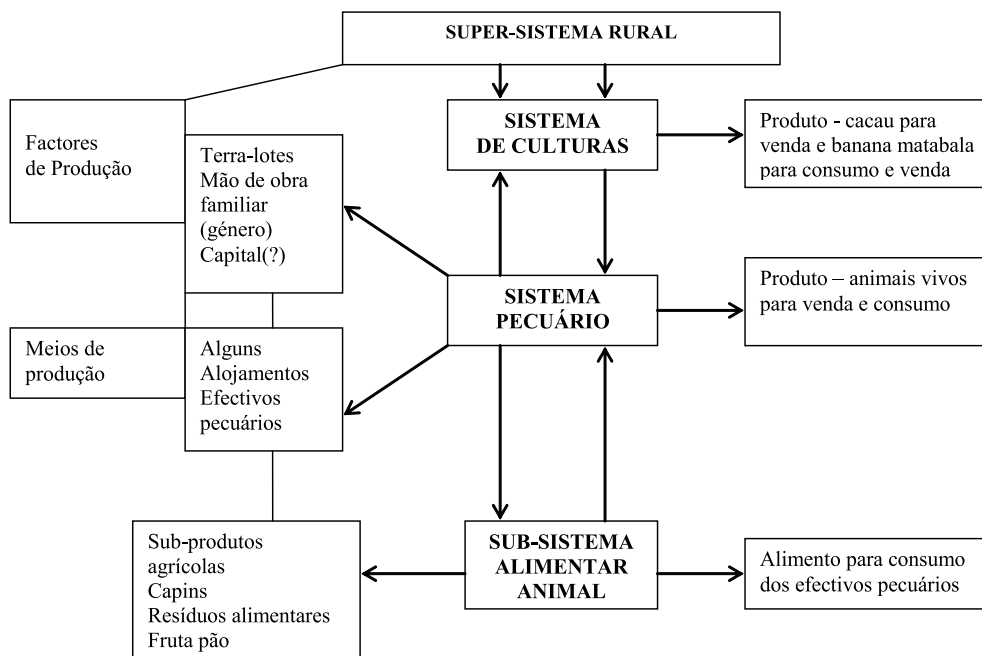 SUPER-SISTEMA RURAL
Factores
de Produção
Terra-lotes
Mão de obra
familiar
(género)
Capital(?)
SISTEMA
DE CULTURAS
Produto - cacau para
venda e banana matabala
para consumo e venda
SISTEMA
PECUÁRIO
Produto – animais vivos
para venda e consumo
Meios de
produção
Alguns
Alojamentos
Efectivos
pecuários
Sub-produtos
agrícolas
Capins
Resíduos alimentares
Fruta pão
SUB-SISTEMA
ALIMENTAR
ANIMAL
Alimento para consumo
dos efectivos pecuários